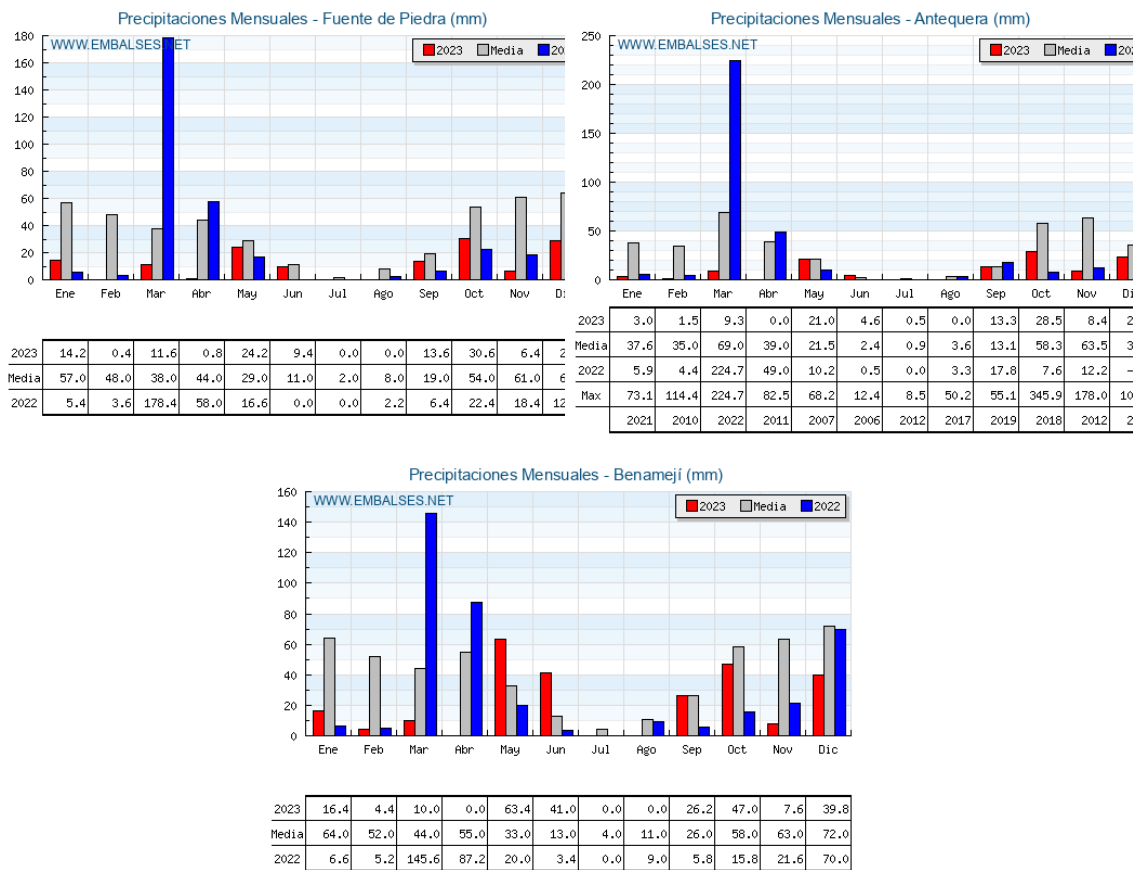 Precipitaciones Mensuales - Fuente de Piedra (mm)
WWW.EMBALSES.NET
2023 Media
180
160
140
120
100
80
60
40
20
0
Ene Feb Mar Abr May Jun Jul Ago Sep Oct Nov
2023 14.2 0.4 11.6 0.8 24.2 9.4 0.0 0.0 13.6 30.6 6.4 2
Media 57.0 48.0 38.0 44.0 29.0 11.0 2.0 8.0 19.0 54.0 61.0 6
2022 5.4 3.6 178.4 58.0 16.6 0.0 0.0 2.2 6.4 22.4 18.4 12
Precipitaciones Mensuales - Antequera (mm)
WWW.EMBALSES.NET
2023 Media
250
200
150
100
50
0
Ene Feb Mar Abr May Jun Jul Ago Sep Oct Nov
2023 3.0 1.5 9.3 0.0 21.0 4.6 0.5 0.0 13.3 28.5 8.4 2
Media 37.6 35.0 69.0 39.0 21.5 2.4 0.9 3.6 13.1 58.3 63.5 3
2022 5.9 4.4 224.7 49.0 10.2 0.5 0.0 3.3 17.8 7.6 12.2 -
Max 73.1 114.4 224.7 82.5 68.2 12.4 8.5 50.2 55.1 345.9 178.0 10
2021 2010 2022 2011 2007 2006 2012 2017 2019 2018 2012 2
Precipitaciones Mensuales - Benamejí (mm)
WWW.EMBALSES.NET
2023 Media 2022
160
140
120
100
80
60
40
20
0
Ene Feb Mar Abr May Jun Jul Ago Sep Oct Nov Dic
2023 16.4 4.4 10.0 0.0 63.4 41.0 0.0 0.0 26.2 47.0 7.6 39.8
Media 64.0 52.0 44.0 55.0 33.0 13.0 4.0 11.0 26.0 58.0 63.0 72.0
2022 6.6 5.2 145.6 87.2 20.0 3.4 0.0 9.0 5.8 15.8 21.6 70.0